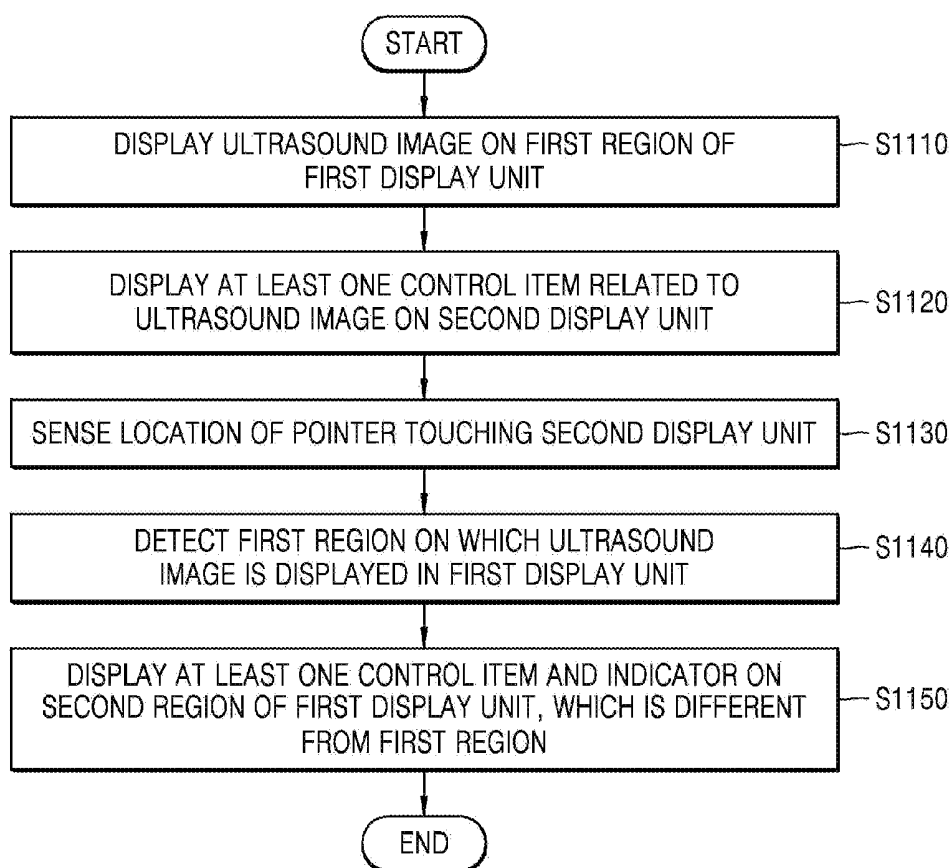 START
DISPLAY ULTRASOUND IMAGE ON FIRST REGION OF
FIRST DISPLAY UNIT
S1110
DISPLAY AT LEAST ONE CONTROL ITEM RELATED TO
ULTRASOUND IMAGE ON SECOND DISPLAY UNIT
S1120
SENSE LOCATION OF POINTER TOUCHING SECOND DISPLAY UNIT
S1130
DETECT FIRST REGION ON WHICH ULTRASOUND
IMAGE IS DISPLAYED IN FIRST DISPLAY UNIT
S1140
DISPLAY AT LEAST ONE CONTROL ITEM AND INDICATOR ON
SECOND REGION OF FIRST DISPLAY UNIT, WHICH IS DIFFERENT
FROM FIRST REGION
S1150
END